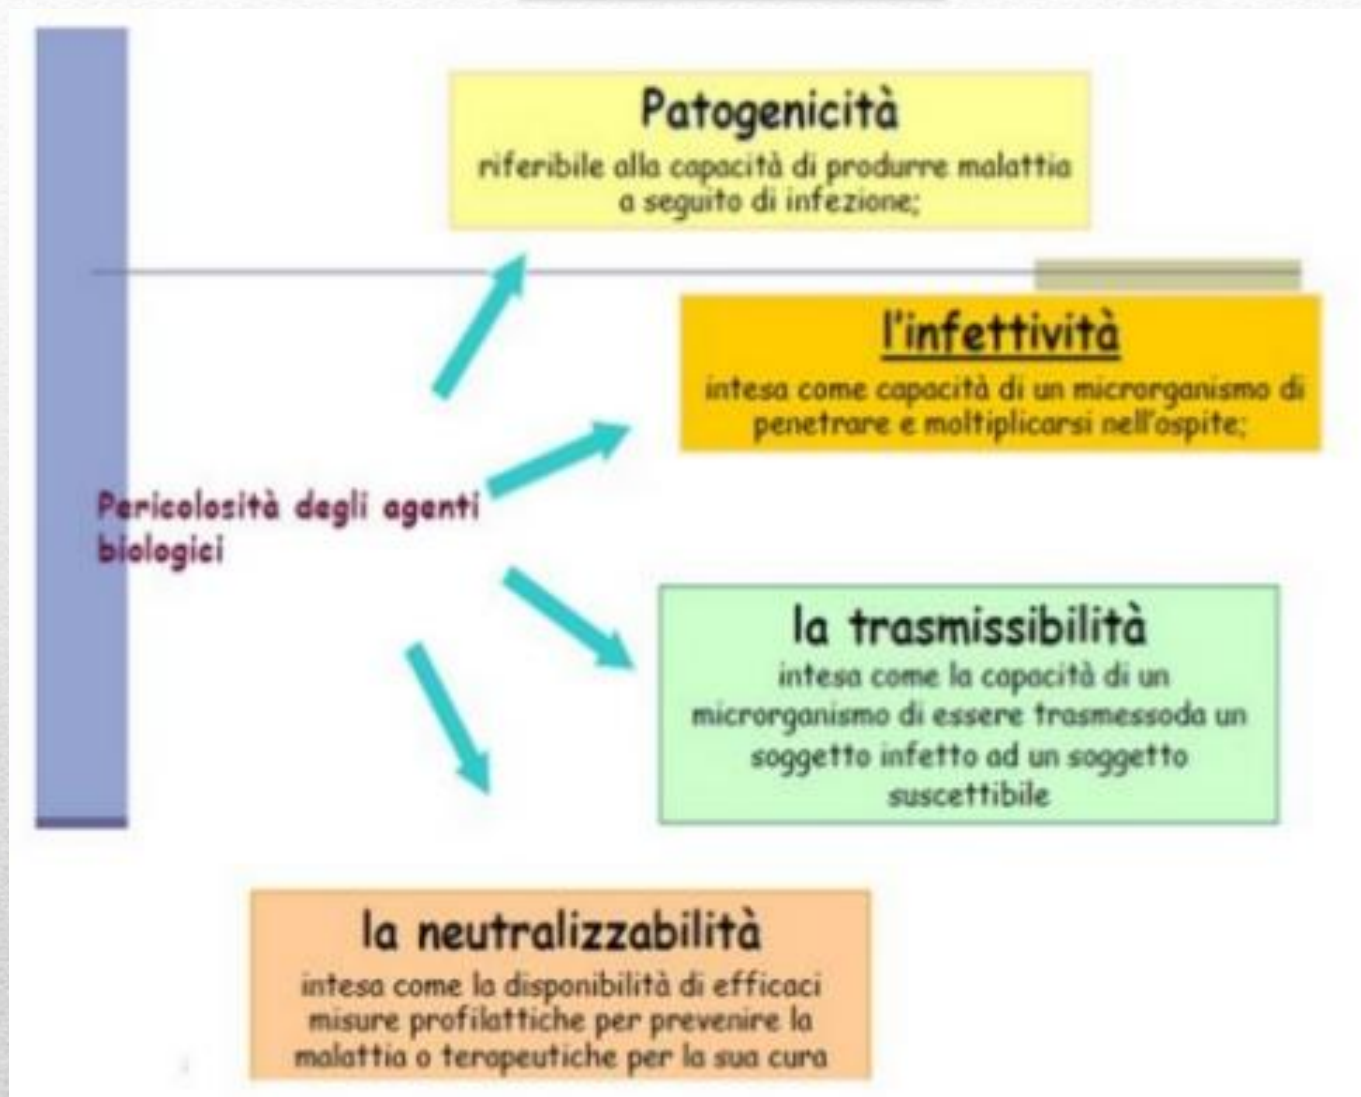 Patogenicità
riferibile alla capacità di produrre malattia
a seguito di infezione;
l'infettività
intesa come capacità di un microrganismo di
penetrare e moltiplicarsi nell'ospite;
Pericolosità degli agenti
biologici
la trasmissibilità
intesa come la capacità di un
microrganismo di essere trasmessoda un
soggetto infetto ad un soggetto
suscettibile
la neutralizzabilità
intesa come la disponibilità di efficaci
misure profilattiche per prevenire la
malattia o terapeutiche per la sua cura